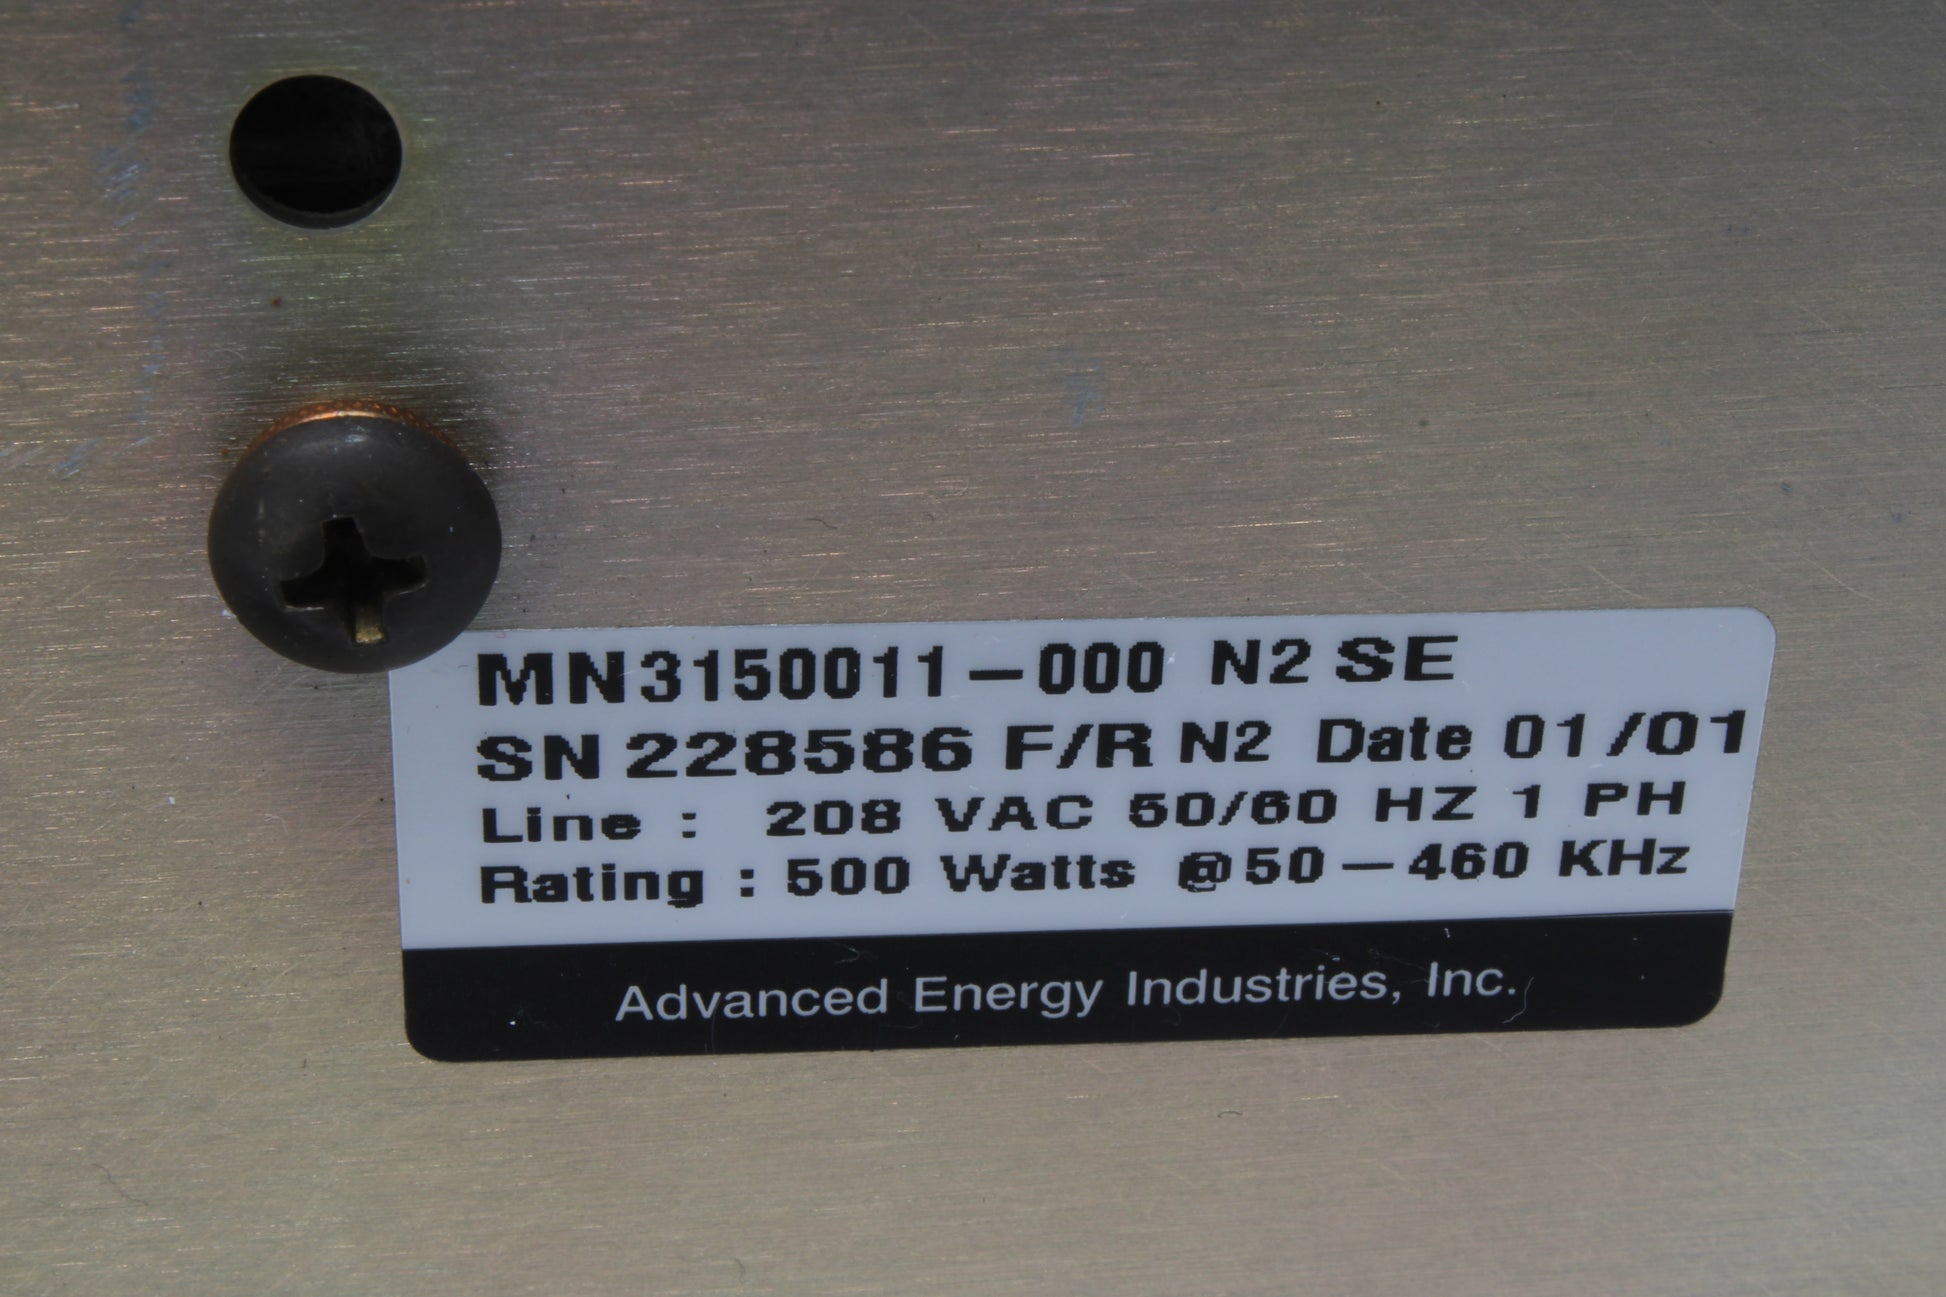 MN3150011-000 N2 SE
SN 228586 F/R N2 Date 01/01
Line : 208 VAC 50/60 HZ 1 PH
Rating : 500 Watts @50-460 KHz
Advanced Energy Industries, Inc.